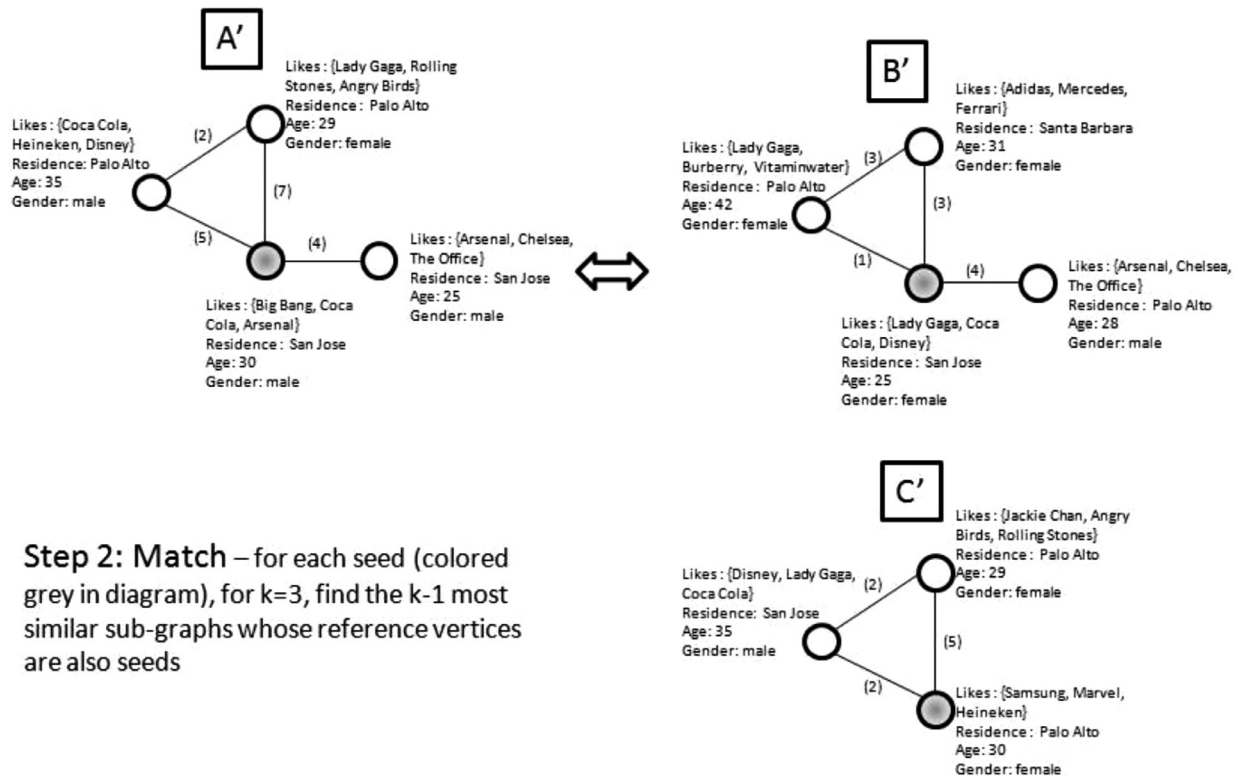 A'
Likes : {Lady Gaga, Rolling
Stones, Angry Birds}
Residence : Palo Alto
Age: 29
Gender: female
Likes : {Coca Cola,
Heineken, Disney}
Residence: Palo Alto
Age: 35
Gender: male
(2)
(7)
(5)
(4)
Likes : {Arsenal, Chelsea,
The Office}
Residence : San Jose
Age: 25
Gender: male
Likes : {Big Bang, Coca
Cola, Arsenal}
Residence : San Jose
Age: 30
Gender: male
B'
Likes : {Adidas, Mercedes,
Ferrari}
Residence : Santa Barbara
Age: 31
Gender: female
Likes : {Lady Gaga,
Burberry, Vitaminwater}
Residence : Palo Alto
Age: 42
Gender: female
(3)
(3)
(1)
(4)
Likes : {Arsenal, Chelsea,
The Office}
Residence : Palo Alto
Age: 28
Gender: male
Likes : {Lady Gaga, Coca
Cola, Disney}
Residence : San Jose
Age: 25
Gender: female
C'
Likes : {Jackie Chan, Angry
Birds, Rolling Stones}
Residence : Palo Alto
Age: 29
Gender: female
Likes : {Disney, Lady Gaga,
Coca Cola}
Residence: San Jose
Age: 35
Gender: male
(2)
(5)
(2)
Likes : {Samsung, Marvel,
Heineken}
Residence : Palo Alto
Age: 30
Gender: female
Step 2: Match – for each seed (colored
grey in diagram), for k=3, find the k-1 most
similar sub-graphs whose reference vertices
are also seeds